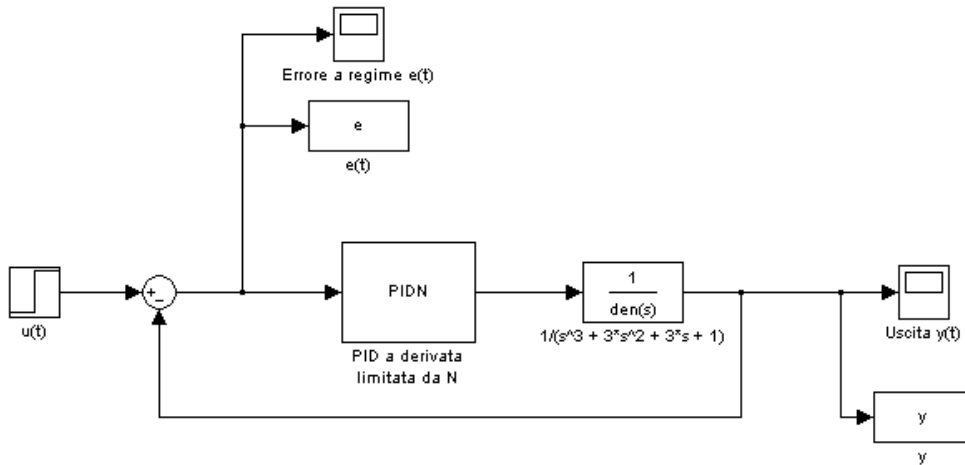 Errore a regime e(t)
e
e(t)
u(t)
+
-
PIDN
PID a derivata
limitata da N
1
den(s)
1/(s^3 + 3*s^2 + 3*s + 1)
Uscita y(t)
y
y